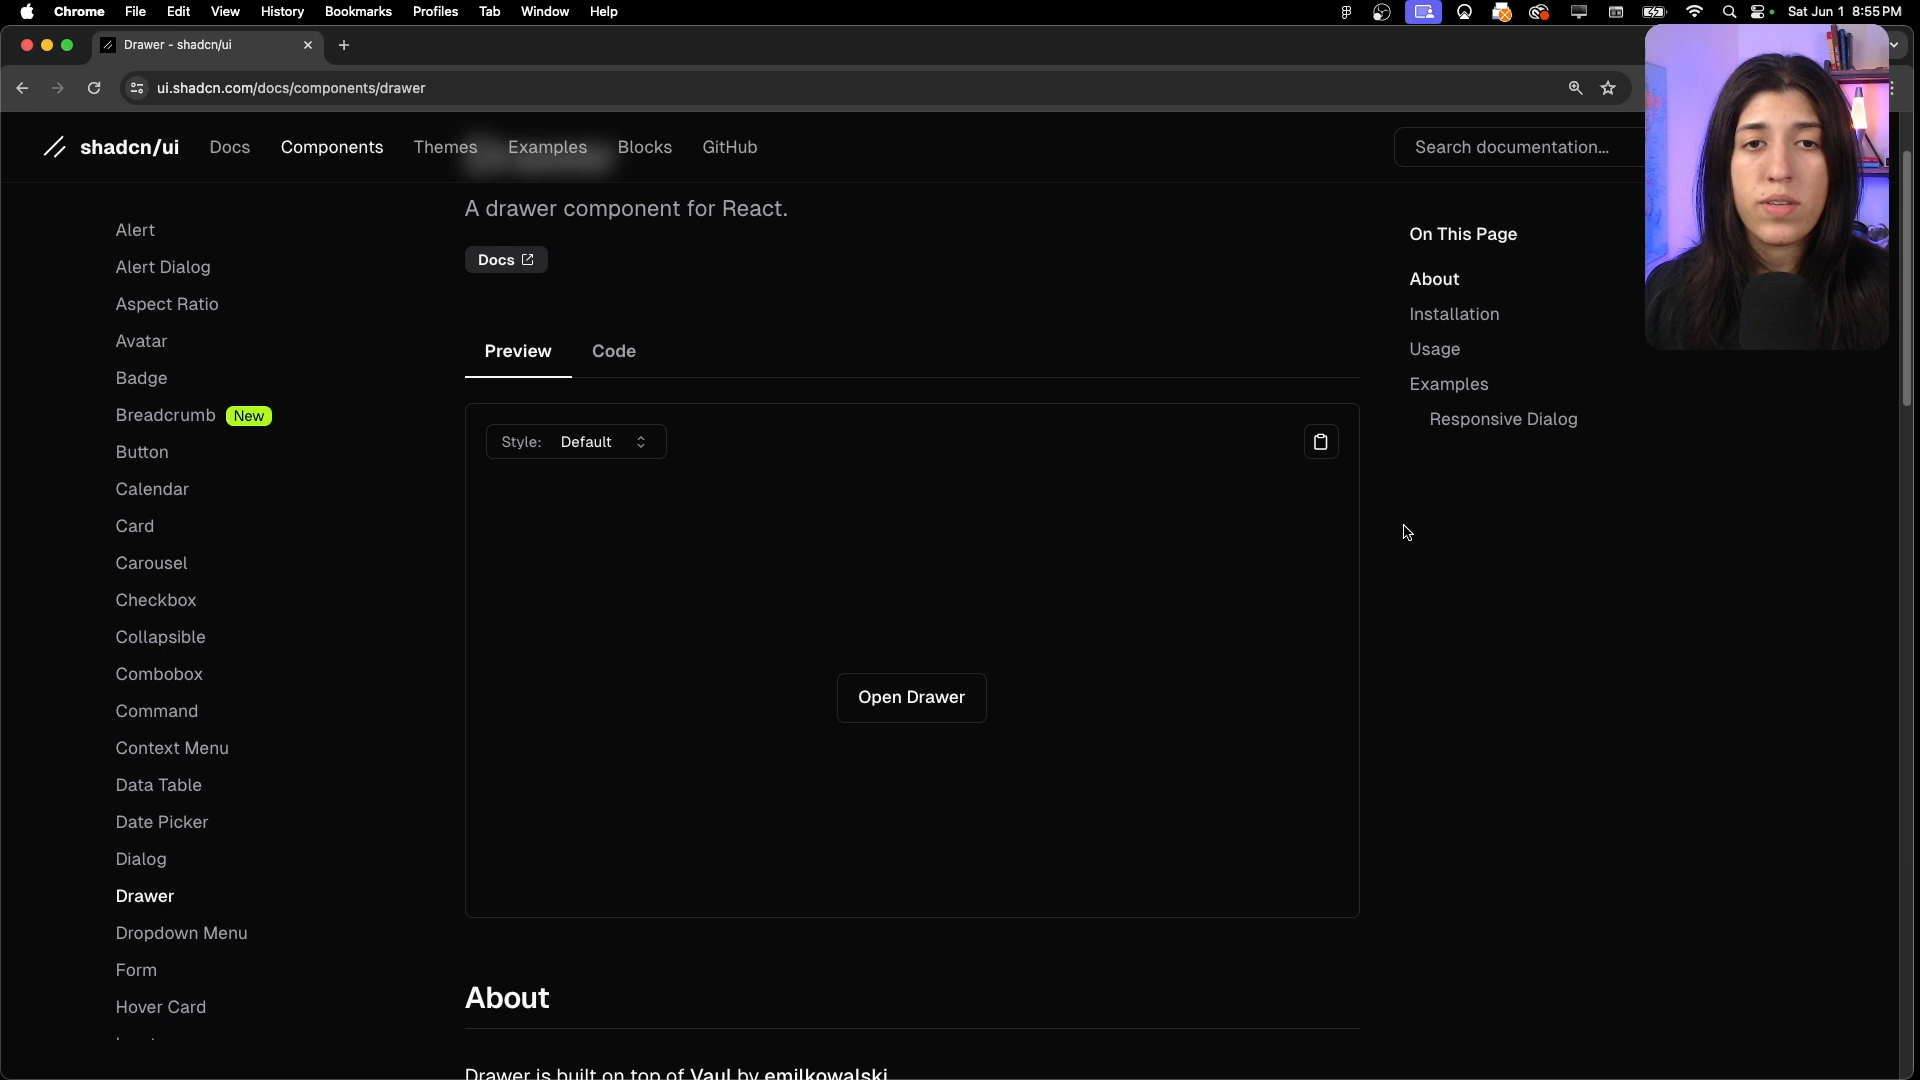 Chrome File Edit View History Bookmarks Profiles Tab Window Help
Sat Jun 1 8:55 PM
Drawer - shadcn/ui
ui.shadcn.com/docs/components/drawer
shadcn/ui Docs Components Themes Examples Blocks GitHub
Search documentation...
Alert
Alert Dialog
Aspect Ratio
Avatar
Badge
Breadcrumb New
Button
Calendar
Card
Carousel
Checkbox
Collapsible
Combobox
Command
Context Menu
Data Table
Date Picker
Dialog
Drawer
Dropdown Menu
Form
Hover Card
A drawer component for React.
Docs
Preview Code
Style: Default
Open Drawer
About
Drawer is built on top of Vaul by emilkowalski
On This Page
About
Installation
Usage
Examples
Responsive Dialog